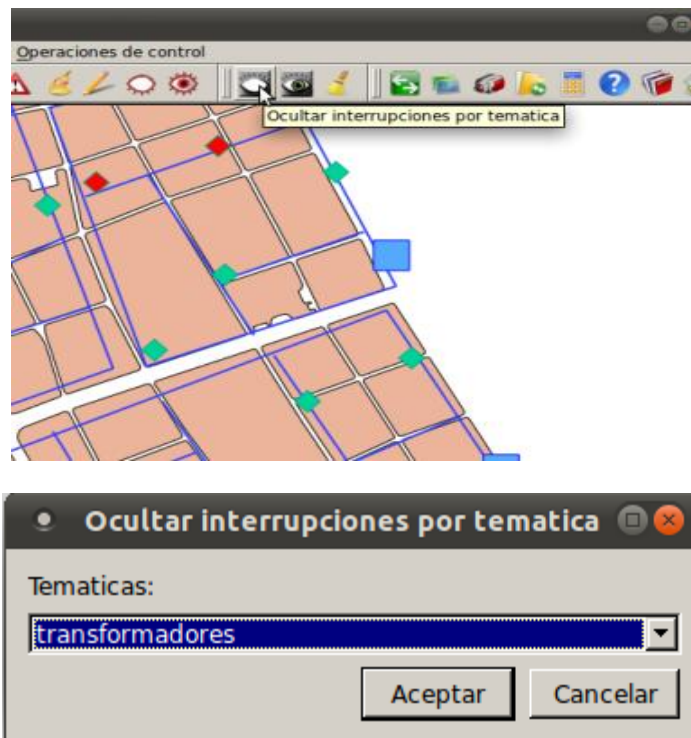 Operaciones de control
Ocultar interrupciones por tematica
Ocultar interrupciones por tematica
Tematicas:
transformadores
Aceptar Cancelar